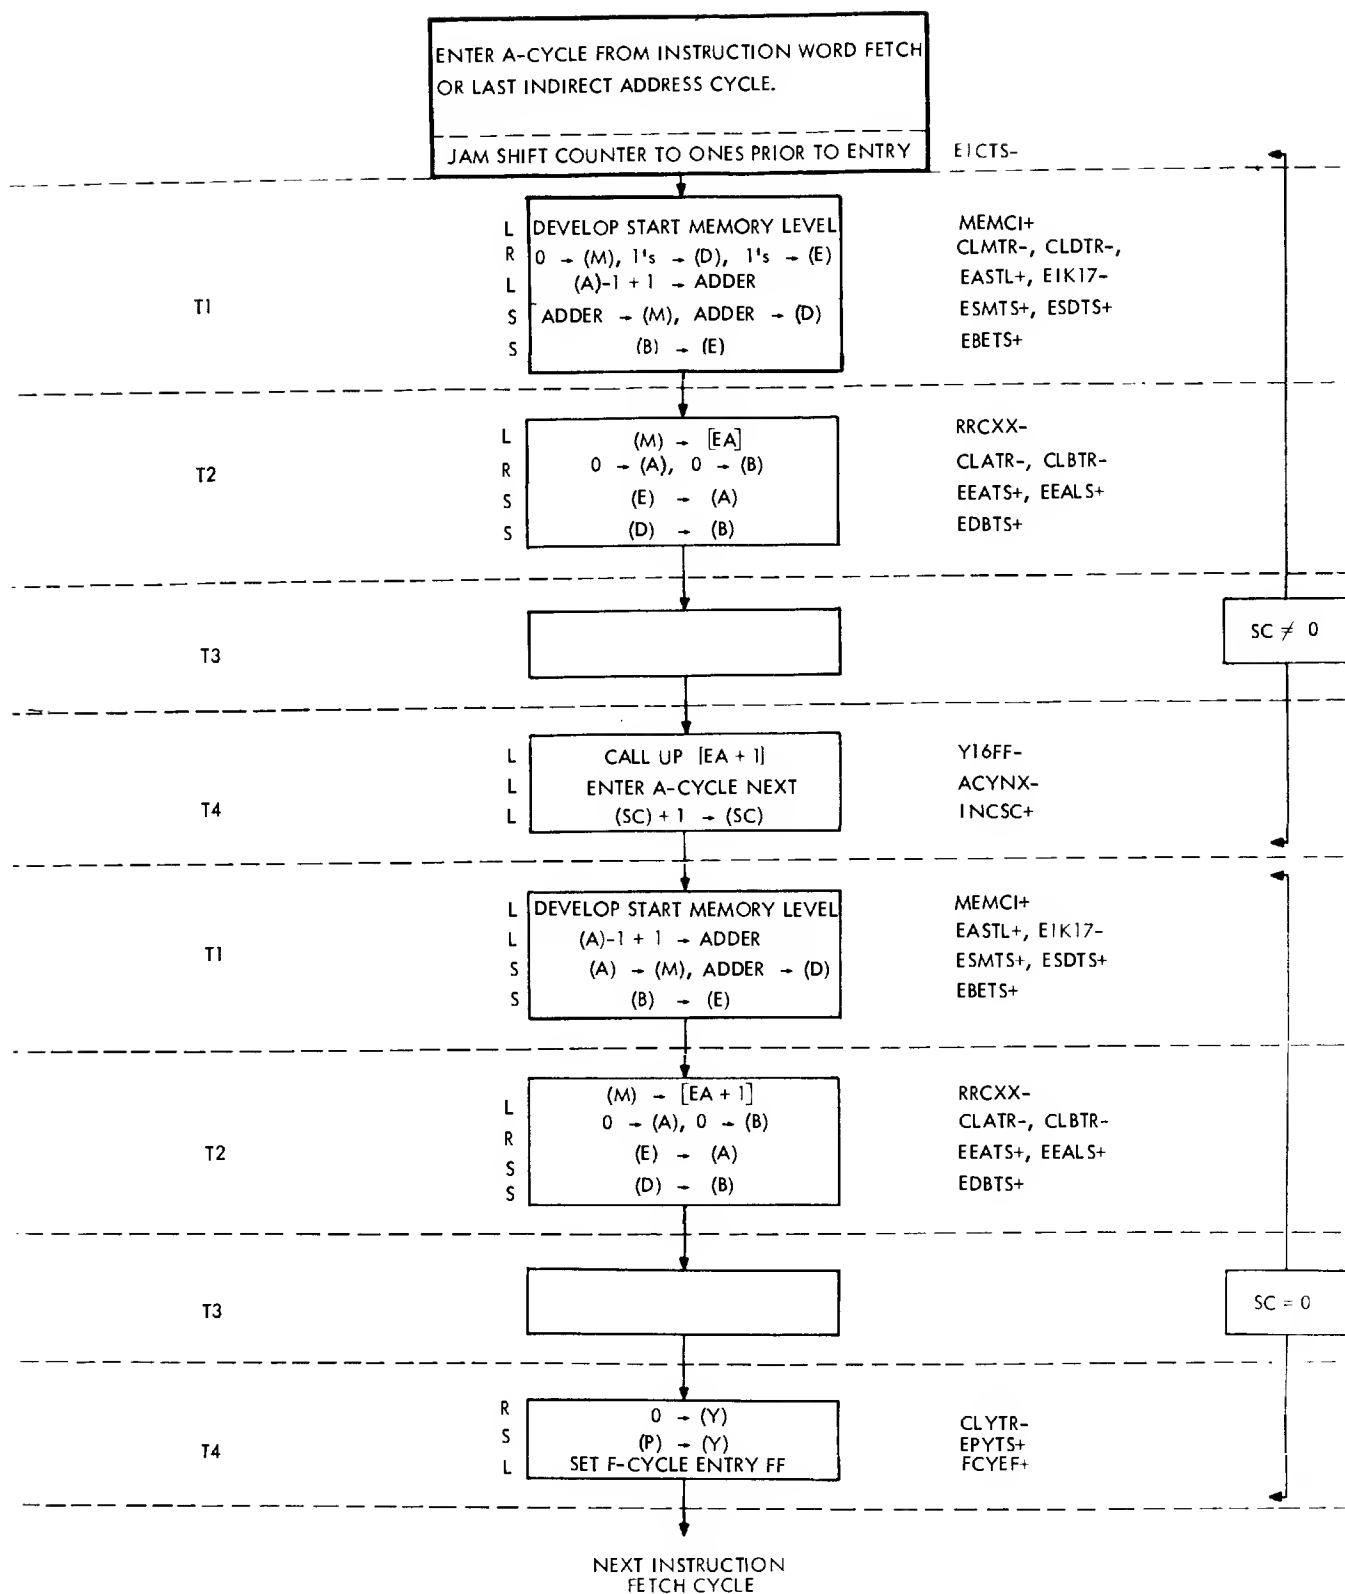 ENTER A-CYCLE FROM INSTRUCTION WORD FETCH
OR LAST INDIRECT ADDRESS CYCLE.
JAM SHIFT COUNTER TO ONES PRIOR TO ENTRY EICTS-
T1
L DEVELOP START MEMORY LEVEL MEMCI+
R 0 → (M), 1's → (D), 1's → (E) CLMTR-, CLDTR-,
L (A)-1 + 1 → ADDER EASTL+, EIK17-
S ADDER → (M), ADDER → (D) ESMTS+, ESDTS+
S (B) → (E) EBETS+
T2
L (M) → [EA] RRCXX-
R 0 → (A), 0 → (B) CLATR-, CLBTR-
S (E) → (A) EEATS+, EEALS+
S (D) → (B) EDBTS+
SC ≠ 0
T3
T4
L CALL UP [EA + 1] Y16FF-
L ENTER A-CYCLE NEXT ACYNX-
L (SC) + 1 → (SC) INCSC+
T1
L DEVELOP START MEMORY LEVEL MEMCI+
L (A)-1 + 1 → ADDER EASTL+, EIK17-
S (A) → (M), ADDER → (D) ESMTS+, ESDTS+
S (B) → (E) EBETS+
T2
L (M) → [EA + 1] RRCXX-
R 0 → (A), 0 → (B) CLATR-, CLBTR-
S (E) → (A) EEATS+, EEALS+
S (D) → (B) EDBTS+
T3
SC = 0
T4
R 0 → (Y) CLYTR-
S (P) → (Y) EPYTS+
L SET F-CYCLE ENTRY FF FCYEF+
NEXT INSTRUCTION
FETCH CYCLE